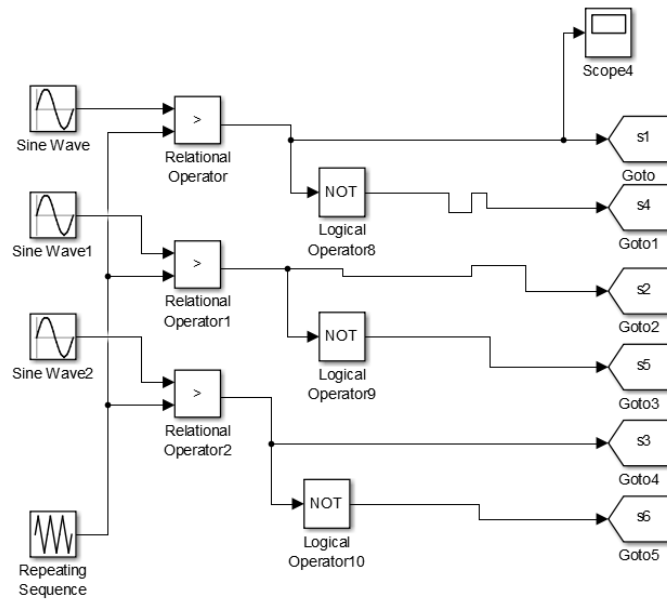 Scope4
Sine Wave
>
Relational
Operator
s1
Goto
NOT
Logical
Operator8
s4
Goto1
Sine Wave1
>
Relational
Operator1
s2
Goto2
NOT
Logical
Operator9
s5
Goto3
Sine Wave2
>
Relational
Operator2
s3
Goto4
NOT
Logical
Operator10
s6
Goto5
Repeating
Sequence